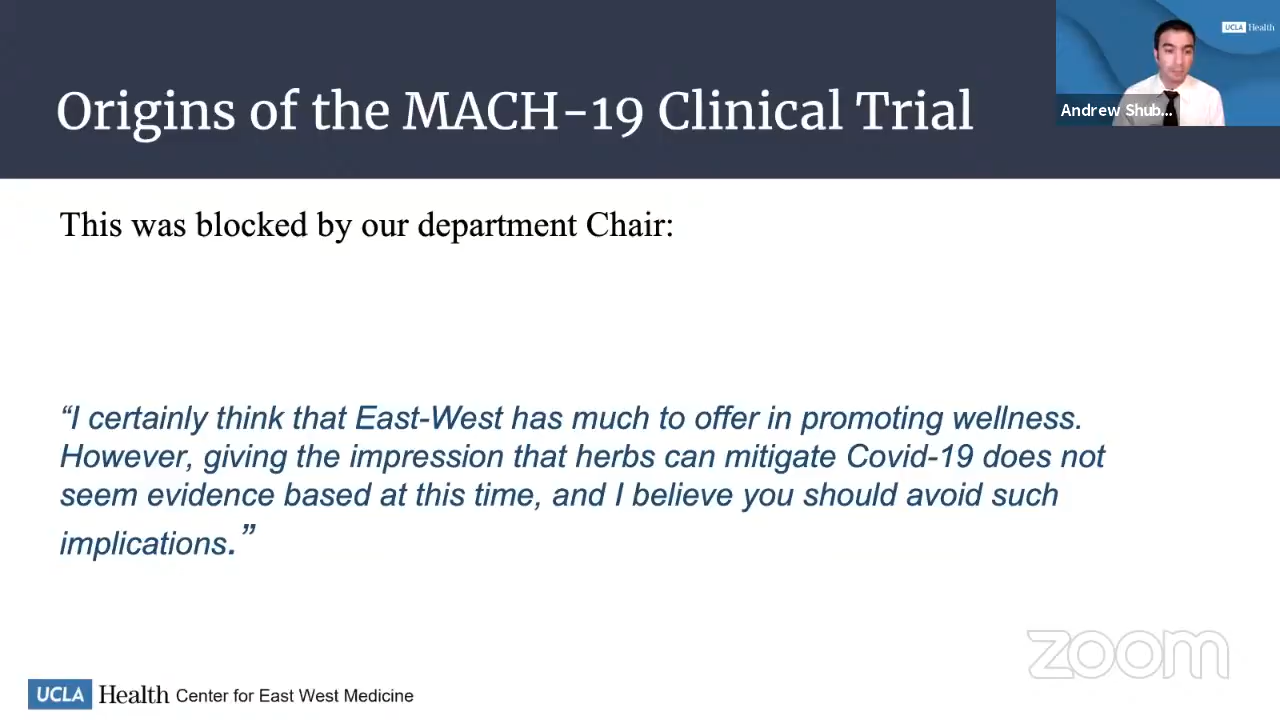 UCLA Health
Origins of the MACH-19 Clinical Trial
Andrew Shub...
This was blocked by our department Chair:
“I certainly think that East-West has much to offer in promoting wellness.
However, giving the impression that herbs can mitigate Covid-19 does not
seem evidence based at this time, and I believe you should avoid such
implications.”
zoom
UCLA Health Center for East West Medicine